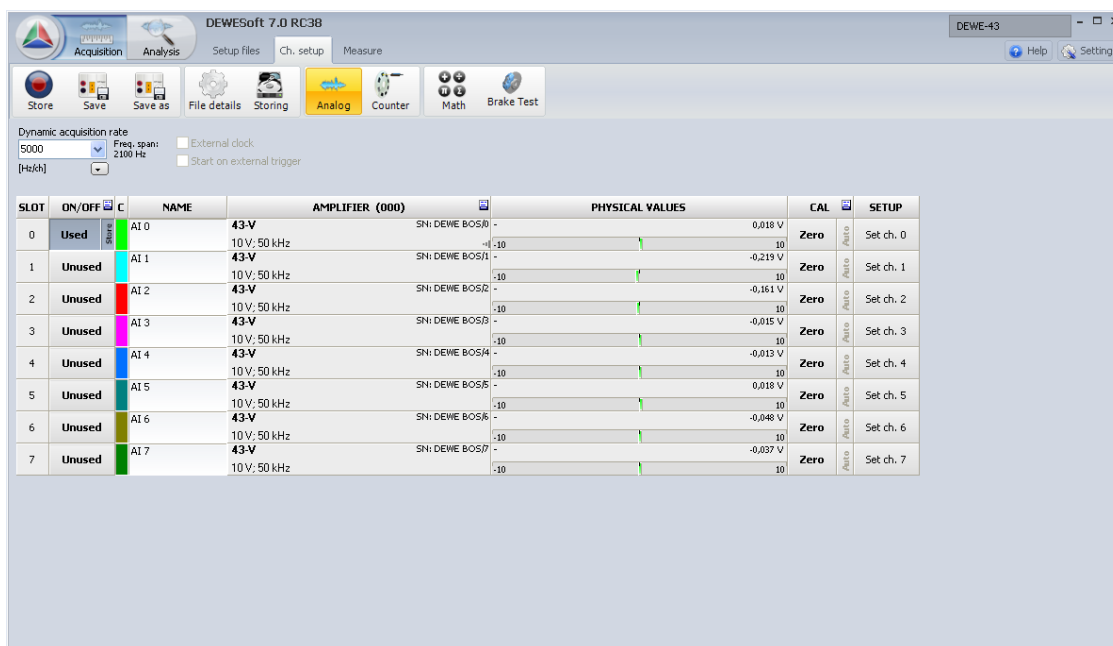 DEWESoft 7.0 RC38
DEWE-43
Acquisition
Analysis
Setup files
Ch. setup
Measure
Help
Setting
Store
Save
Save as
File details
Storing
Analog
Counter
Math
Brake Test
Dynamic acquisition rate
5000
Freq. span:
2100 Hz
[Hz/ch]
External clock
Start on external trigger
SLOT ON/OFF C NAME AMPLIFIER (000) PHYSICAL VALUES CAL SETUP
0 Used Store AI 0 43-V SN: DEWE BOS/0 - 0,018 V Zero Auto Set ch. 0
10 V; 50 kHz -10 10
1 Unused AI 1 43-V SN: DEWE BOS/1 - -0,219 V Zero Auto Set ch. 1
10 V; 50 kHz -10 10
2 Unused AI 2 43-V SN: DEWE BOS/2 - -0,161 V Zero Auto Set ch. 2
10 V; 50 kHz -10 10
3 Unused AI 3 43-V SN: DEWE BOS/3 - -0,015 V Zero Auto Set ch. 3
10 V; 50 kHz -10 10
4 Unused AI 4 43-V SN: DEWE BOS/4 - -0,013 V Zero Auto Set ch. 4
10 V; 50 kHz -10 10
5 Unused AI 5 43-V SN: DEWE BOS/5 - 0,018 V Zero Auto Set ch. 5
10 V; 50 kHz -10 10
6 Unused AI 6 43-V SN: DEWE BOS/6 - -0,048 V Zero Auto Set ch. 6
10 V; 50 kHz -10 10
7 Unused AI 7 43-V SN: DEWE BOS/7 - -0,037 V Zero Auto Set ch. 7
10 V; 50 kHz -10 10